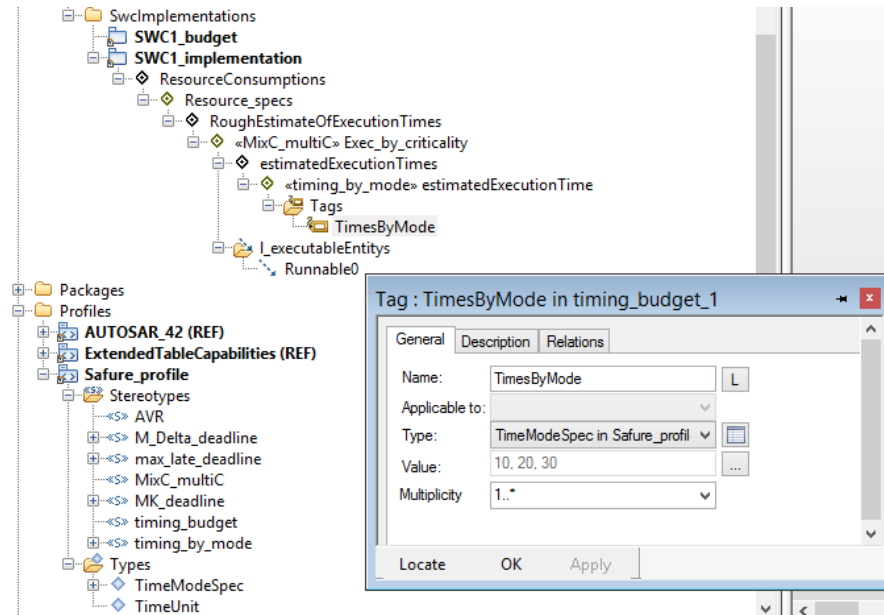 SwcImplementations
SWC1_budget
SWC1_implementation
ResourceConsumptions
Resource_specs
RoughEstimateOfExecutionTimes
«MixC_multiC» Exec_by_criticality
estimatedExecutionTimes
«timing_by_mode» estimatedExecutionTime
Tags
TimesByMode
l_executableEntitys
Runnable0
Packages
Profiles
AUTOSAR_42 (REF)
ExtendedTableCapabilities (REF)
Safure_profile
«S» Stereotypes
«S» AVR
«S» M_Delta_deadline
«S» max_late_deadline
«S» MixC_multiC
«S» MK_deadline
«S» timing_budget
«S» timing_by_mode
Types
TimeModeSpec
TimeUnit
Tag : TimesByMode in timing_budget_1
General Description Relations
Name: TimesByMode L
Applicable to:
Type: TimeModeSpec in Safure_profil
Value: 10, 20, 30 ...
Multiplicity 1..*
Locate OK Apply